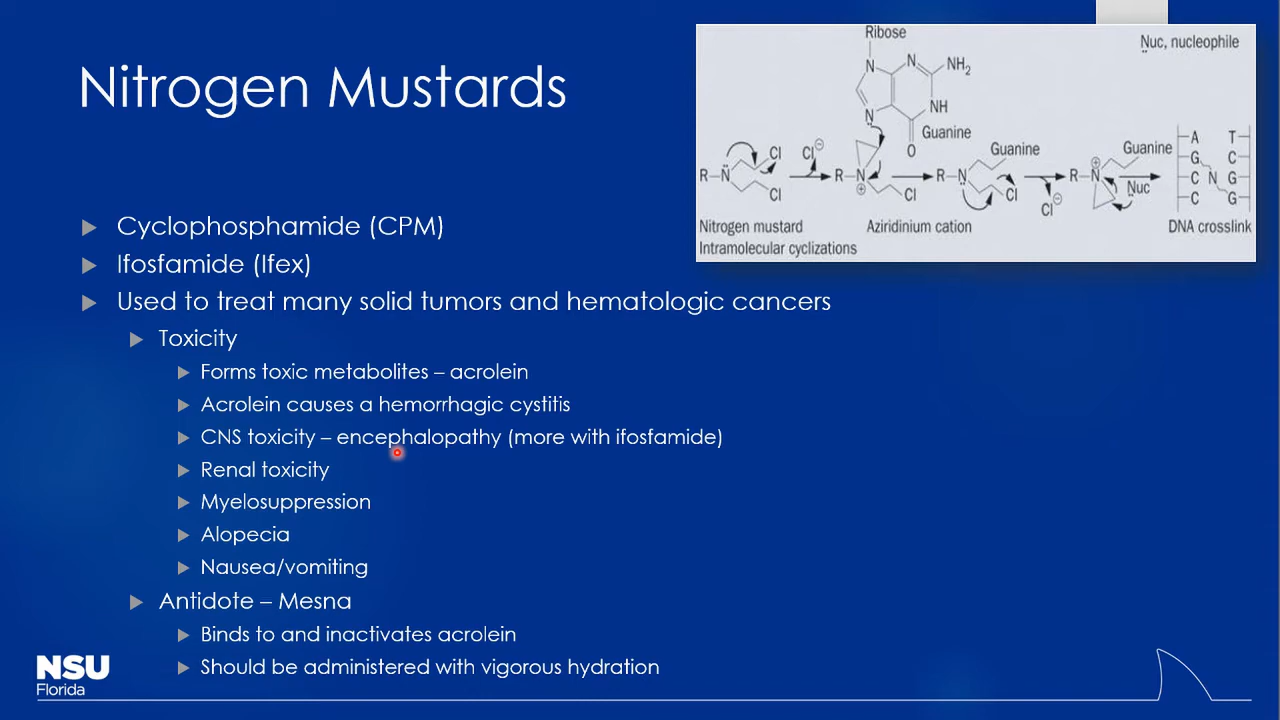 Nitrogen Mustards
Ribose
Nuc, nucleophile
N
N
NH2
NH
N
Guanine
O
Guanine
Guanine
R–N
Cl
Cl
Cl⊖
R–N
⊕
Cl
R–N
Cl
Cl⊖
R–N
⊕
Nuc
A T
G C
C N G
C G
Nitrogen mustard
Intramolecular cyclizations
Aziridinium cation
DNA crosslink
Cyclophosphamide (CPM)
Ifosfamide (Ifex)
Used to treat many solid tumors and hematologic cancers
Toxicity
Forms toxic metabolites – acrolein
Acrolein causes a hemorrhagic cystitis
CNS toxicity – encephalopathy (more with ifosfamide)
Renal toxicity
Myelosuppression
Alopecia
Nausea/vomiting
Antidote – Mesna
Binds to and inactivates acrolein
Should be administered with vigorous hydration
NSU
Florida